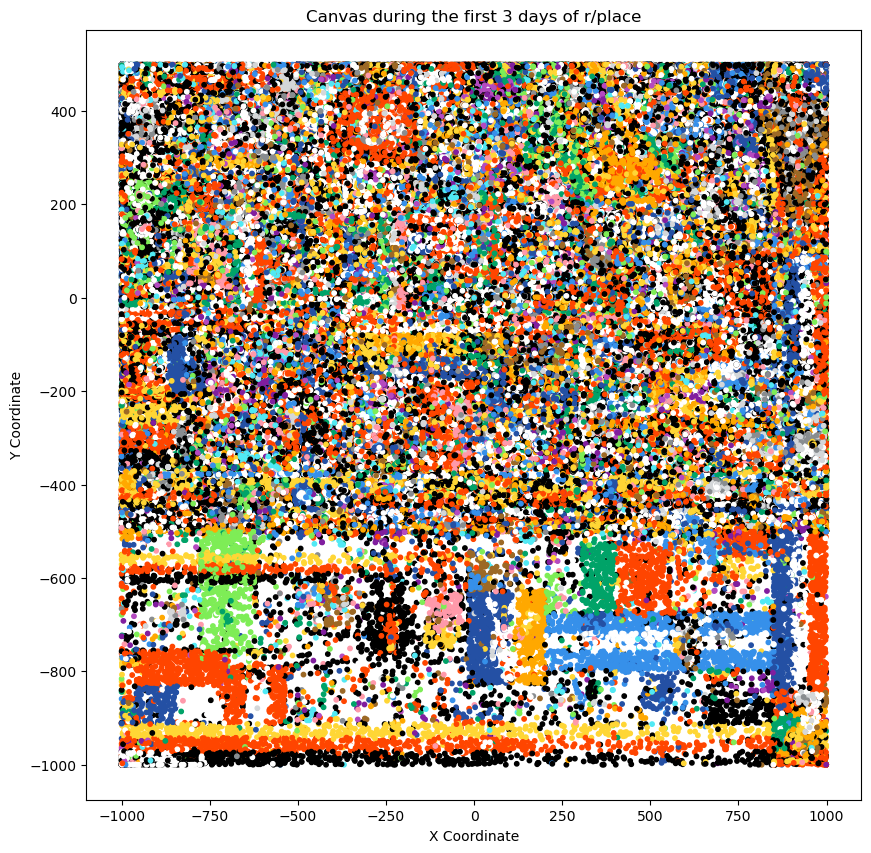 Canvas during the first 3 days of r/place
400
200
0
−200
−400
−600
−800
−1000
Y Coordinate
−1000 −750 −500 −250 0 250 500 750 1000
X Coordinate